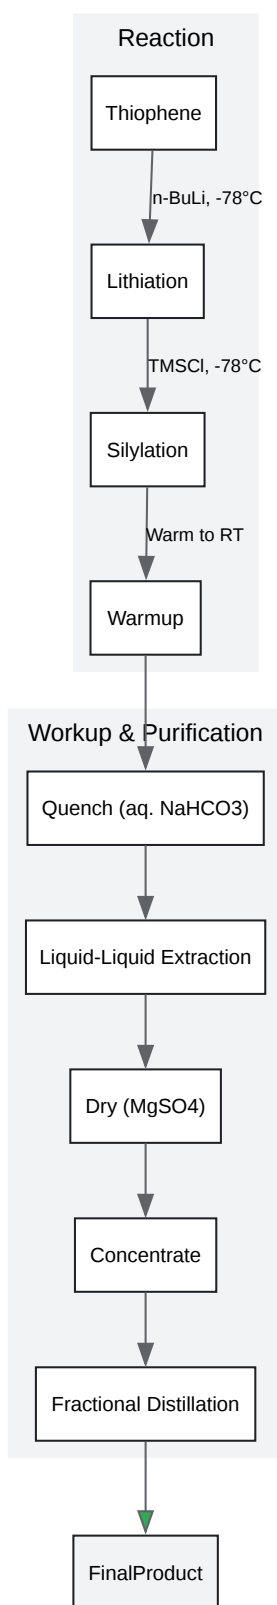 Reaction
Thiophene
n-BuLi, -78°C
Lithiation
TMSCl, -78°C
Silylation
Warm to RT
Warmup
Workup & Purification
Quench (aq. NaHCO3)
Liquid-Liquid Extraction
Dry (MgSO4)
Concentrate
Fractional Distillation
FinalProduct